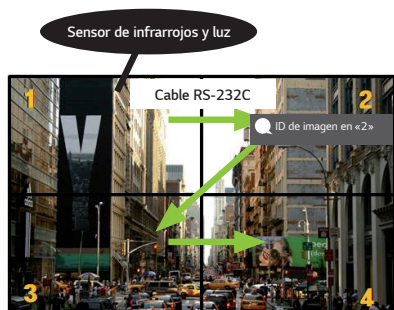 Sensor de infrarrojos y luz
Cable RS-232C
1
2
ID de imagen en «2»
3
4